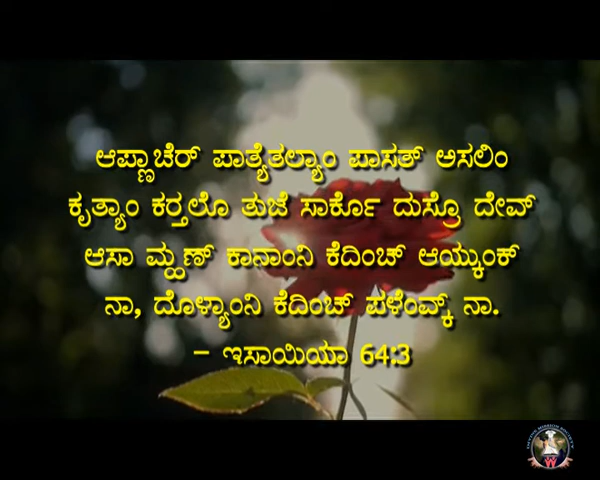 ಆಪ್ಣಾಚೆರ್ ಪಾತ್ಯೆತಲ್ಯಾಂ ಪಾಸತ್ ಅಸಲಿಂ
ಕೃತ್ಯಾಂ ಕರ‍್ತಲೊ ತುಜೆ ಸಾರ್ಕೊ ದುಸ್ರೊ ದೇವ್
ಆಸಾ ಮ್ಹಣ್ ಕಾನಾಂನಿ ಕೆದಿಂಚ್ ಆಯ್ಕುಂಕ್
ನಾ, ದೊಳ್ಯಾಂನಿ ಕೆದಿಂಚ್ ಪಳೆಂವ್ಕ್ ನಾ.
– ಇಸಾಯಿಯಾ 64:3